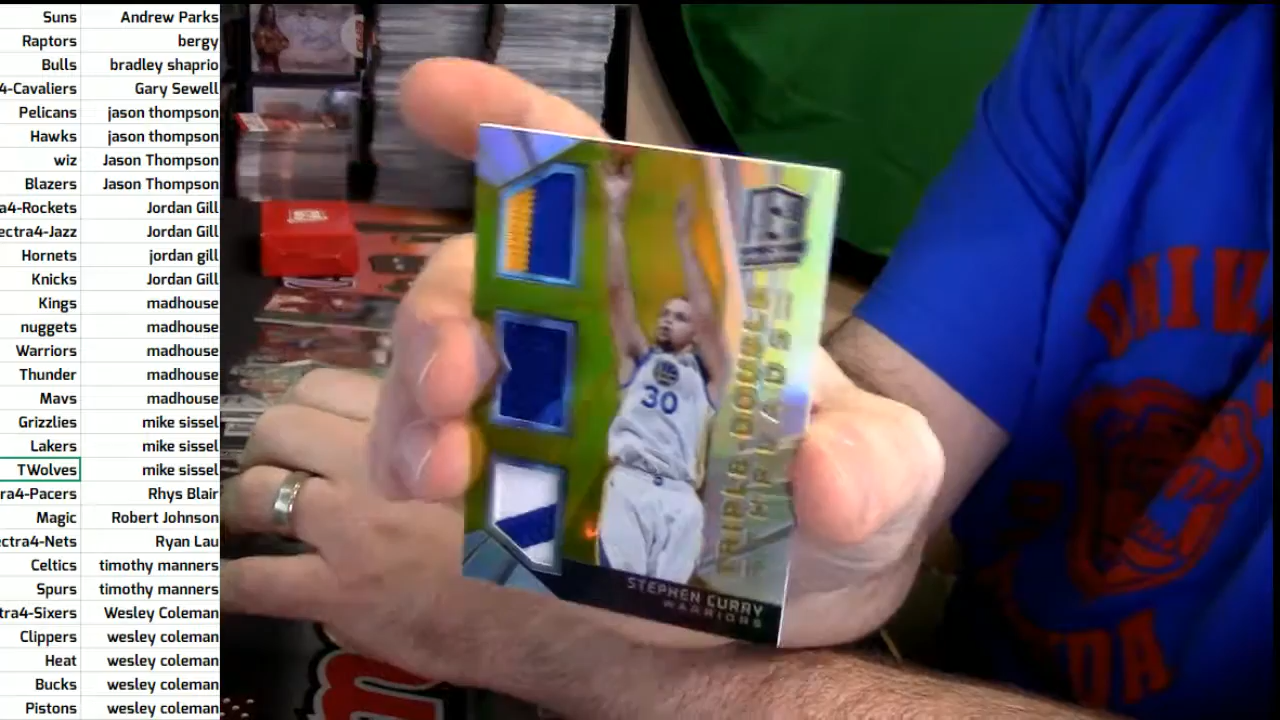 Suns Andrew Parks
Raptors bergy
Bulls bradley shaprio
4-Cavaliers Gary Sewell
Pelicans jason thompson
Hawks jason thompson
wiz Jason Thompson
Blazers Jason Thompson
ra4-Rockets Jordan Gill
ectra4-Jazz Jordan Gill
Hornets jordan gill
Knicks Jordan Gill
Kings madhouse
nuggets madhouse
Warriors madhouse
Thunder madhouse
Mavs madhouse
Grizzlies mike sissel
Lakers mike sissel
TWolves mike sissel
ra4-Pacers Rhys Blair
Magic Robert Johnson
ectra4-Nets Ryan Lau
Celtics timothy manners
Spurs timothy manners
tra4-Sixers Wesley Coleman
Clippers wesley coleman
Heat wesley coleman
Bucks wesley coleman
Pistons wesley coleman
TRIPLE DOUBLE
THREADS
30
STEPHEN CURRY
WARRIORS